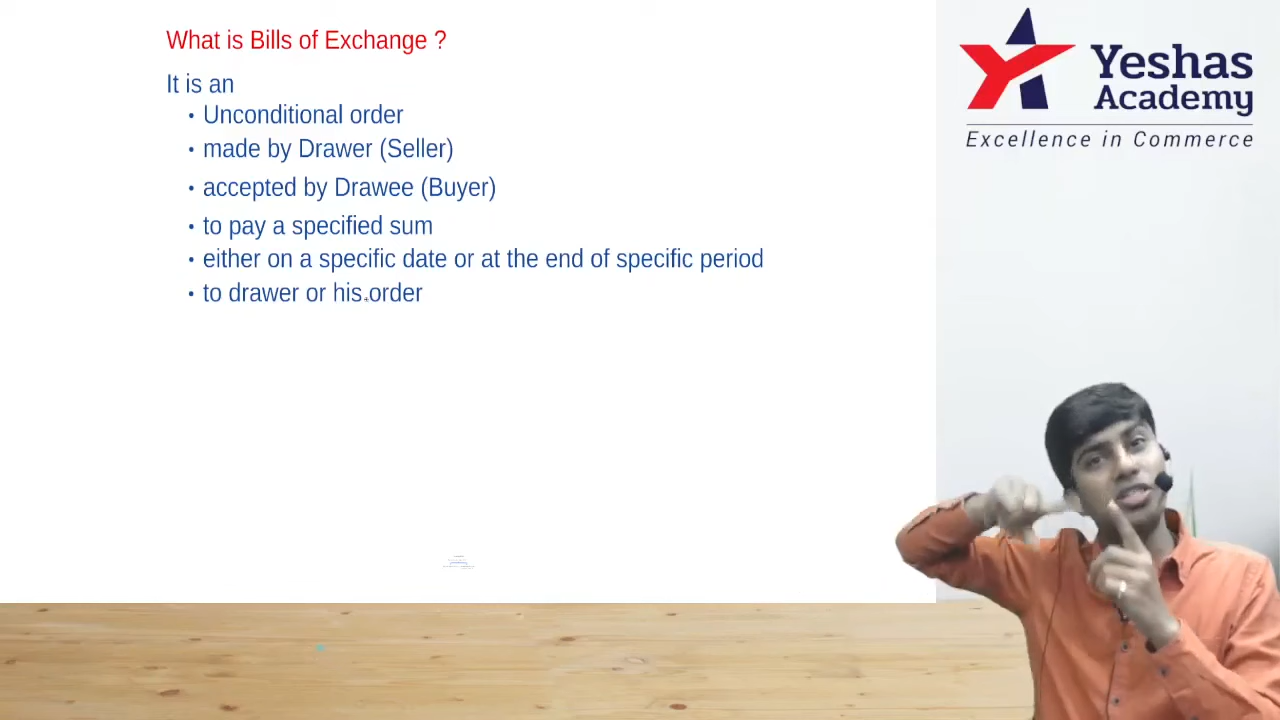 What is Bills of Exchange ?
It is an
• Unconditional order
• made by Drawer (Seller)
• accepted by Drawee (Buyer)
• to pay a specified sum
• either on a specific date or at the end of specific period
• to drawer or his order
Yeshas
Academy
Excellence in Commerce